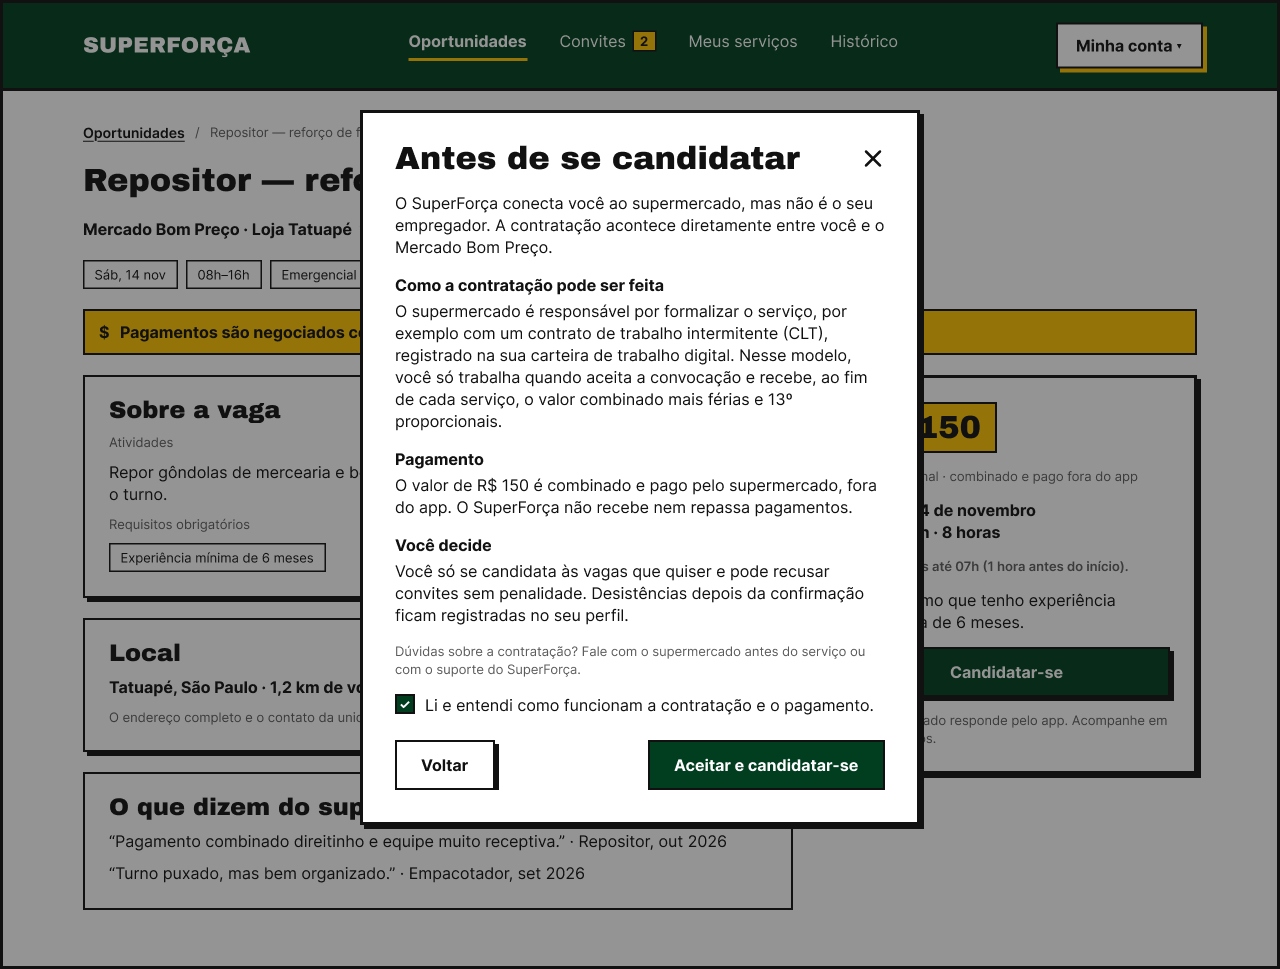 SUPERFORÇA
Oportunidades
Convites 2
Meus serviços
Histórico
Minha conta ▾
Oportunidades / Repositor — reforço de f
Repositor — refo
Mercado Bom Preço · Loja Tatuapé
Sáb, 14 nov
08h–16h
Emergencial
$ Pagamentos são negociados
Sobre a vaga
Atividades
Repor gôndolas de mercearia e
o turno.
Requisitos obrigatórios
Experiência mínima de 6 meses
Local
Tatuapé, São Paulo · 1,2 km de
O endereço completo e o contato da
O que dizem do
“Pagamento combinado direitinho e equipe muito receptiva.” · Repositor, out 2026
“Turno puxado, mas bem organizado.” · Empacotador, set 2026
Antes de se candidatar
O SuperForça conecta você ao supermercado, mas não é o seu
empregador. A contratação acontece diretamente entre você e o
Mercado Bom Preço.
Como a contratação pode ser feita
O supermercado é responsável por formalizar o serviço, por
exemplo com um contrato de trabalho intermitente (CLT),
registrado na sua carteira de trabalho digital. Nesse modelo,
você só trabalha quando aceita a convocação e recebe, ao fim
de cada serviço, o valor combinado mais férias e 13º
proporcionais.
Pagamento
O valor de R$ 150 é combinado e pago pelo supermercado, fora
do app. O SuperForça não recebe nem repassa pagamentos.
Você decide
Você só se candidata às vagas que quiser e pode recusar
convites sem penalidade. Desistências depois da confirmação
ficam registradas no seu perfil.
Dúvidas sobre a contratação? Fale com o supermercado antes do serviço ou
com o suporte do SuperForça.
Li e entendi como funcionam a contratação e o pagamento.
Voltar
Aceitar e candidatar-se
150
· combinado e pago fora do app
de novembro
· 8 horas
até 07h (1 hora antes do início).
que tenho experiência
de 6 meses.
Candidatar-se
responde pelo app. Acompanhe em